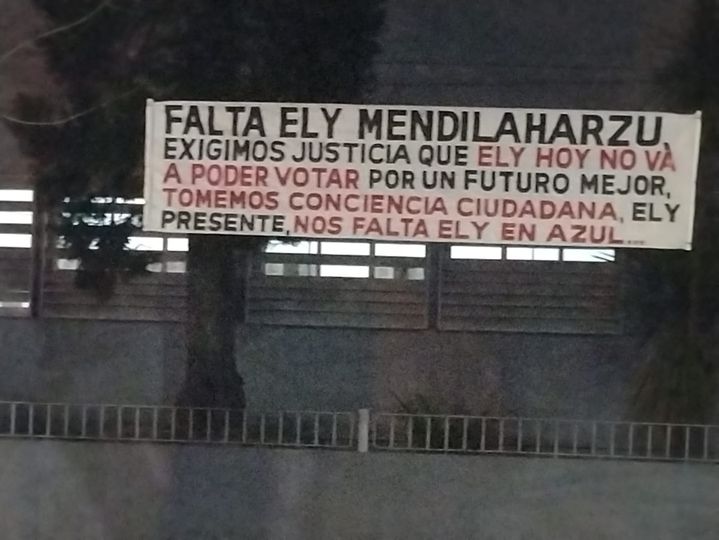 FALTA ELY MENDILAHARZU,
EXIGIMOS JUSTICIA QUE ELY HOY NO VA
A PODER VOTAR POR UN FUTURO MEJOR,
TOMEMOS CONCIENCIA CIUDADANA, ELY
PRESENTE, NOS FALTA ELY EN AZUL...